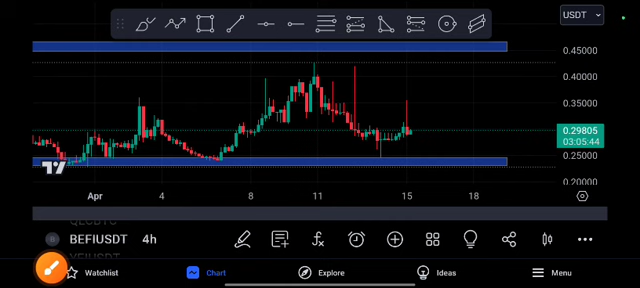 USDT
0.45000
0.40000
0.35000
0.29805
03:05:44
0.25000
0.20000
Apr 4 8 11 15 18
BEFIUSDT 4h
Watchlist Chart Explore Ideas Menu